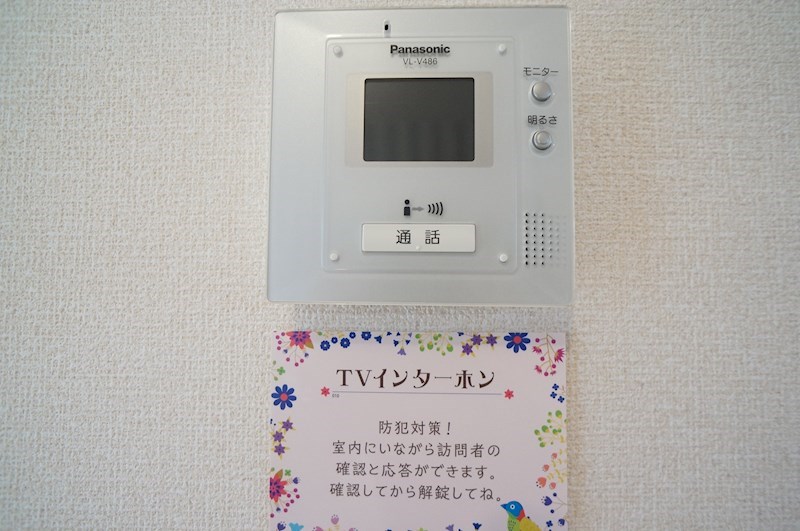 Panasonic
VL-V486
モニター
明るさ
通 話
TVインターホン
防犯対策!
室内にいながら訪問者の
確認と応答ができます。
確認してから解錠してね。